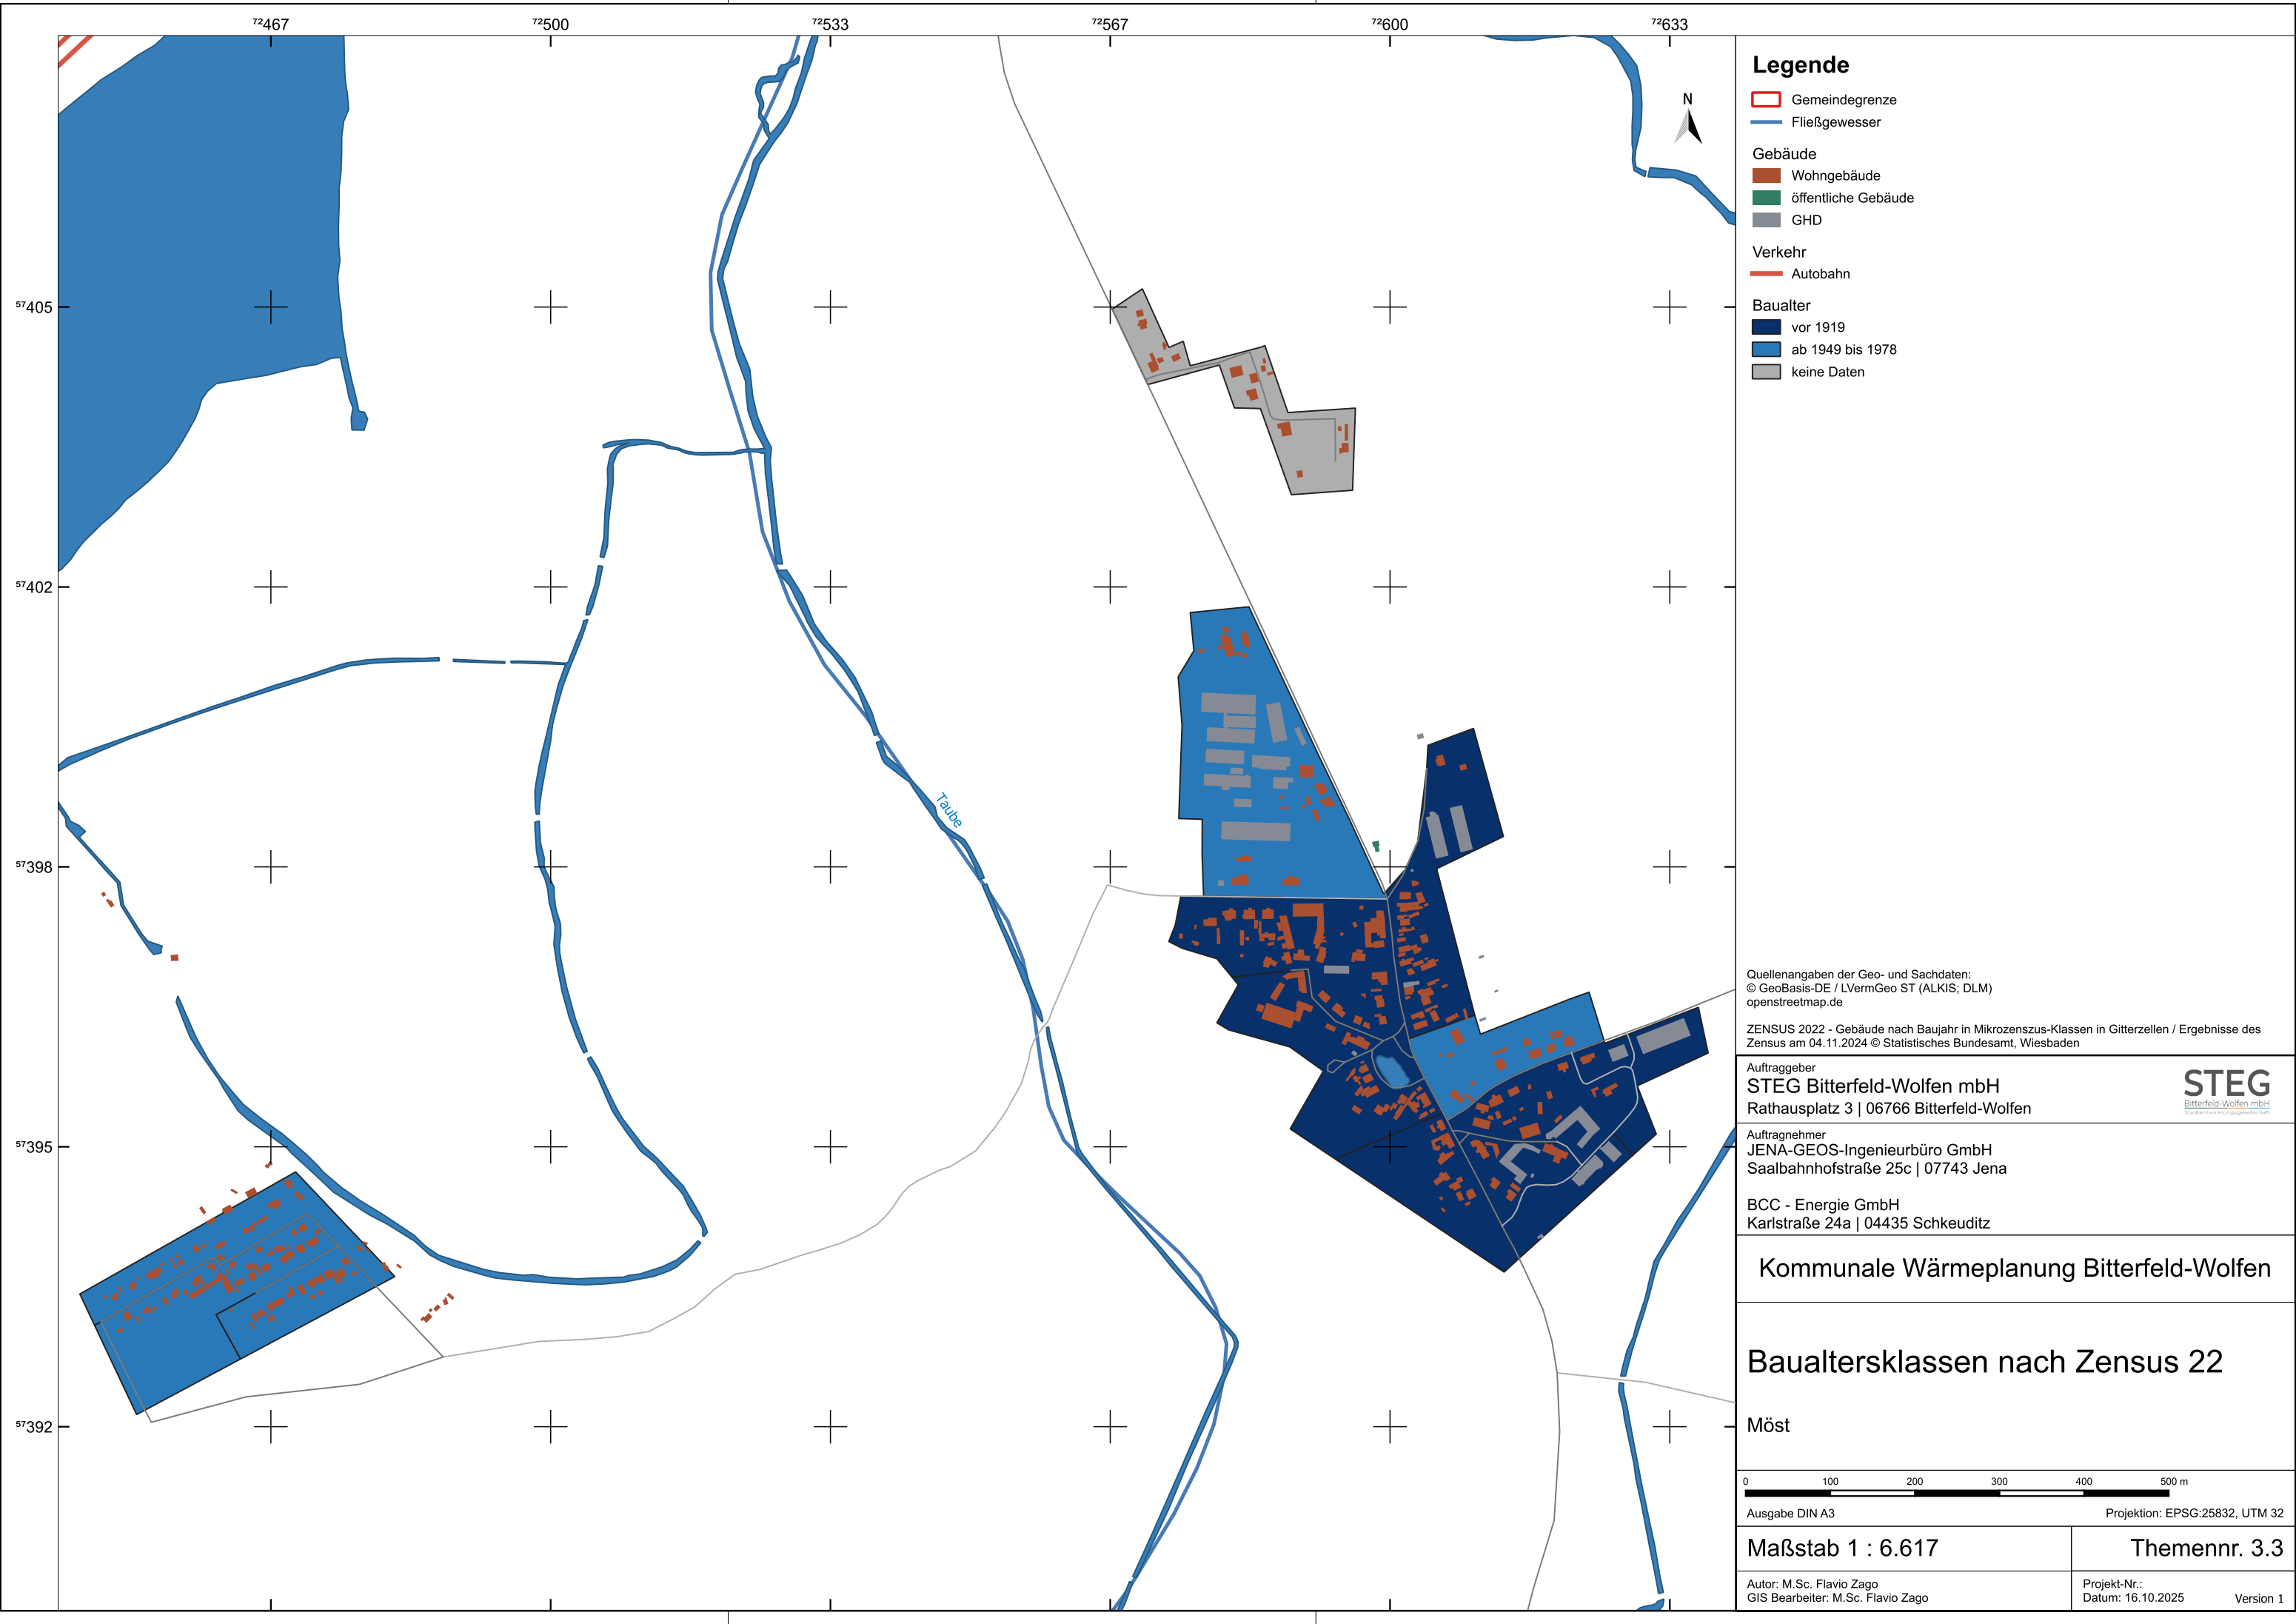 72467 72500 72533 72567 72600 72633
57405
57402
57398
57395
57392
Taube
N
Legende
Gemeindegrenze
Fließgewesser
Gebäude
Wohngebäude
öffentliche Gebäude
GHD
Verkehr
Autobahn
Baualter
vor 1919
ab 1949 bis 1978
keine Daten
Quellenangaben der Geo- und Sachdaten:
© GeoBasis-DE / LVermGeo ST (ALKIS; DLM)
openstreetmap.de
ZENSUS 2022 - Gebäude nach Baujahr in Mikrozenszus-Klassen in Gitterzellen / Ergebnisse des
Zensus am 04.11.2024 © Statistisches Bundesamt, Wiesbaden
Auftraggeber
STEG Bitterfeld-Wolfen mbH
Rathausplatz 3 | 06766 Bitterfeld-Wolfen
STEG
Bitterfeld-Wolfen mbH
Stadtentwicklungsgesellschaft
Auftragnehmer
JENA-GEOS-Ingenieurbüro GmbH
Saalbahnhofstraße 25c | 07743 Jena
BCC - Energie GmbH
Karlstraße 24a | 04435 Schkeuditz
Kommunale Wärmeplanung Bitterfeld-Wolfen
Baualtersklassen nach Zensus 22
Möst
0 100 200 300 400 500 m
Ausgabe DIN A3 Projektion: EPSG:25832, UTM 32
Maßstab 1 : 6.617 Themennr. 3.3
Autor: M.Sc. Flavio Zago
GIS Bearbeiter: M.Sc. Flavio Zago
Projekt-Nr.:
Datum: 16.10.2025 Version 1